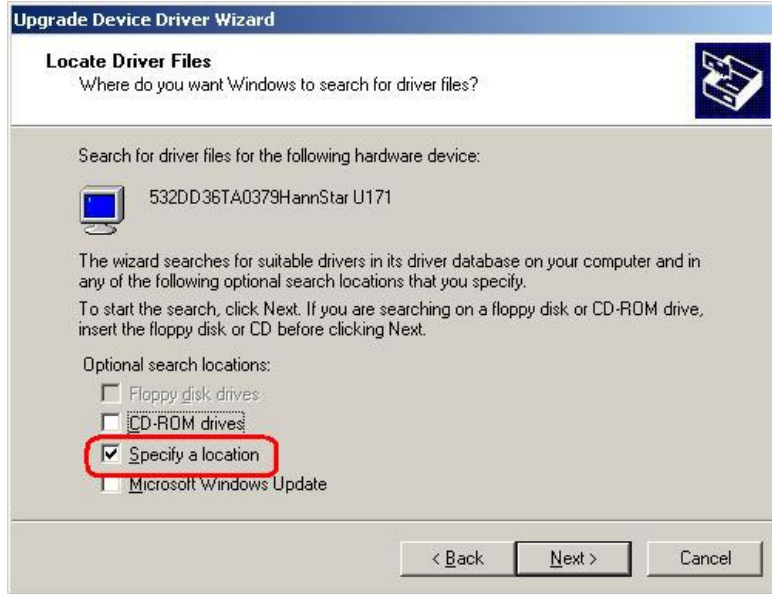 Upgrade Device Driver Wizard
Locate Driver Files
Where do you want Windows to search for driver files?
Search for driver files for the following hardware device:
532DD36TA0379HannStar U171
The wizard searches for suitable drivers in its driver database on your computer and in
any of the following optional search locations that you specify.
To start the search, click Next. If you are searching on a floppy disk or CD-ROM drive,
insert the floppy disk or CD before clicking Next.
Optional search locations:
Floppy disk drives
CD-ROM drives
Specify a location
Microsoft Windows Update
< Back Next > Cancel